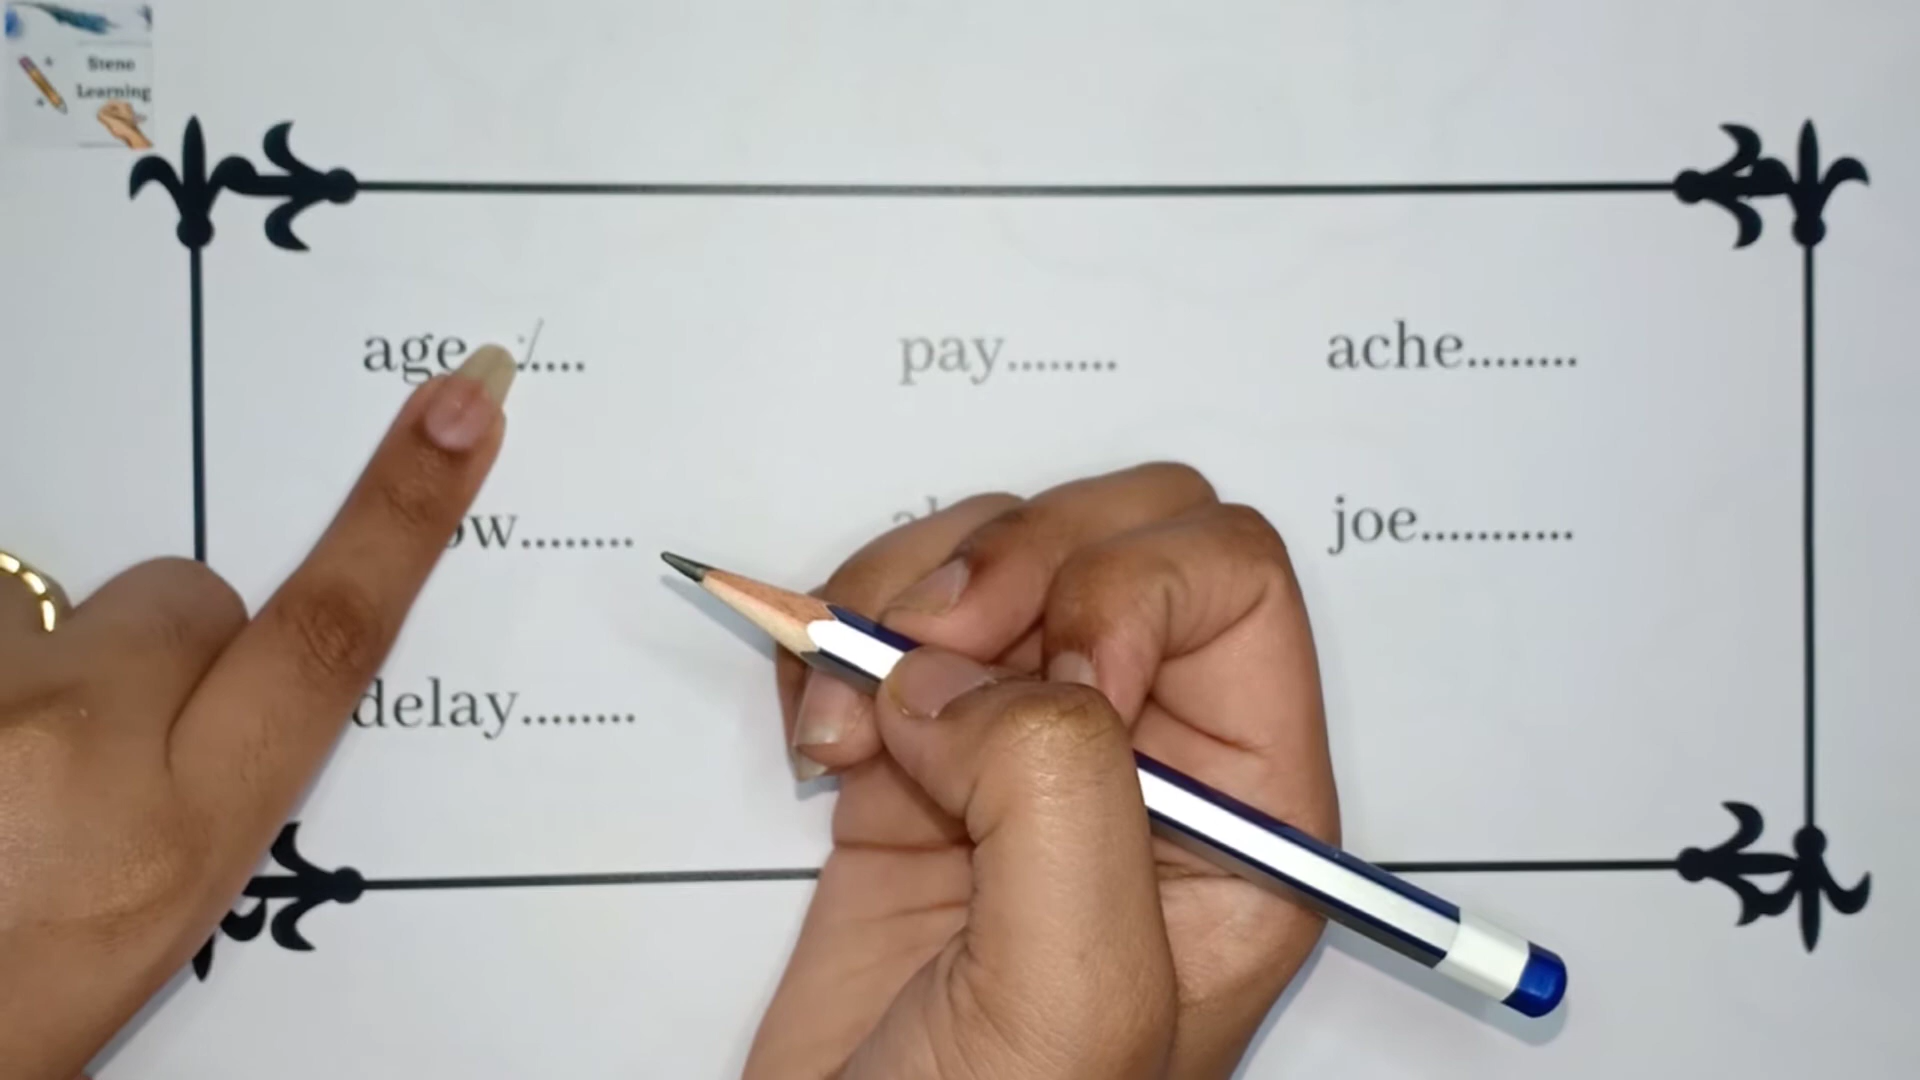 Steno
Learning
age.... pay........ ache........
........ joe...........
delay........